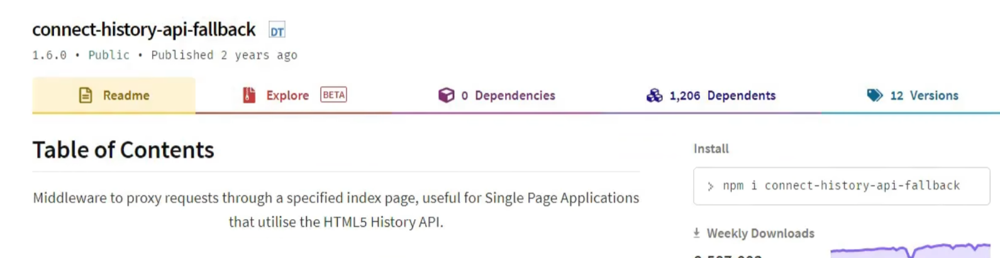 connect-history-api-fallback DT
1.6.0 • Public • Published 2 years ago
Readme
Explore BETA
0 Dependencies
1,206 Dependents
12 Versions
Table of Contents
Middleware to proxy requests through a specified index page, useful for Single Page Applications
that utilise the HTML5 History API.
Install
> npm i connect-history-api-fallback
Weekly Downloads